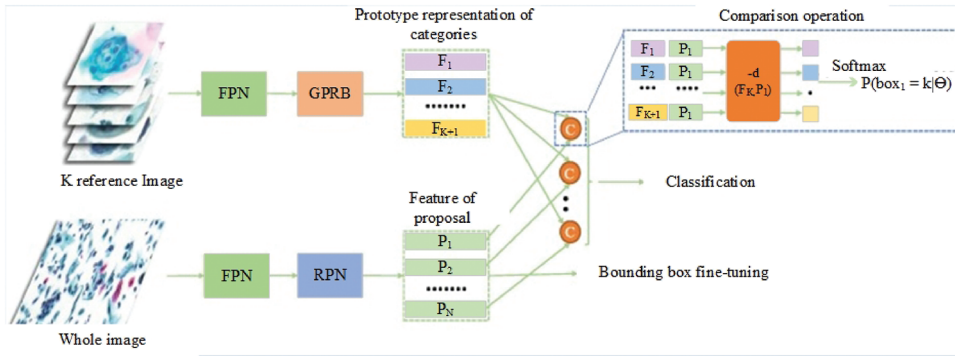 Prototype representation of
categories
Comparison operation
F1
F2
•••••••
FK+1
FPN
GPRB
K reference Image
F1 P1
F2 P1
••• ••••
FK+1 P1
-d
(FK,P1)
Softmax
P(box1 = k|Θ)
C
C
C
Classification
Feature of
proposal
P1
P2
•••••••
PN
FPN
RPN
Bounding box fine-tuning
Whole image